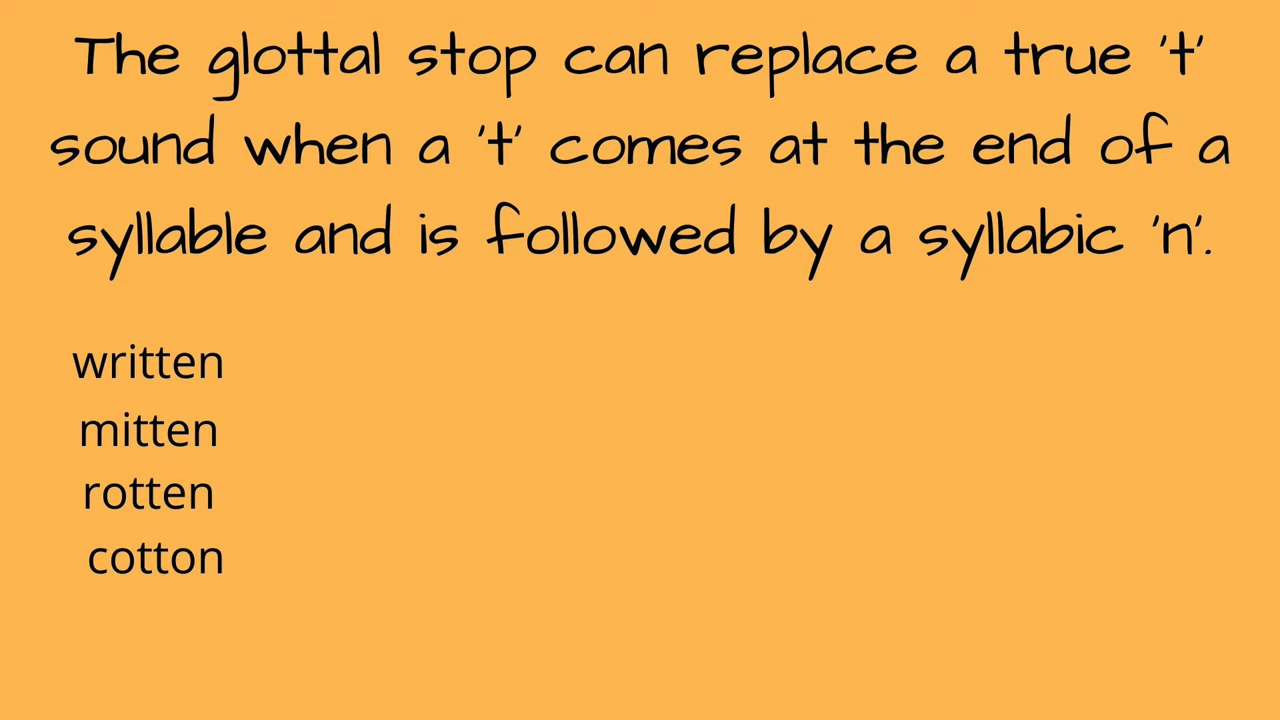 The glottal stop can replace a true 't'
sound when a 't' comes at the end of a
syllable and is followed by a syllabic 'n'.
written
mitten
rotten
cotton